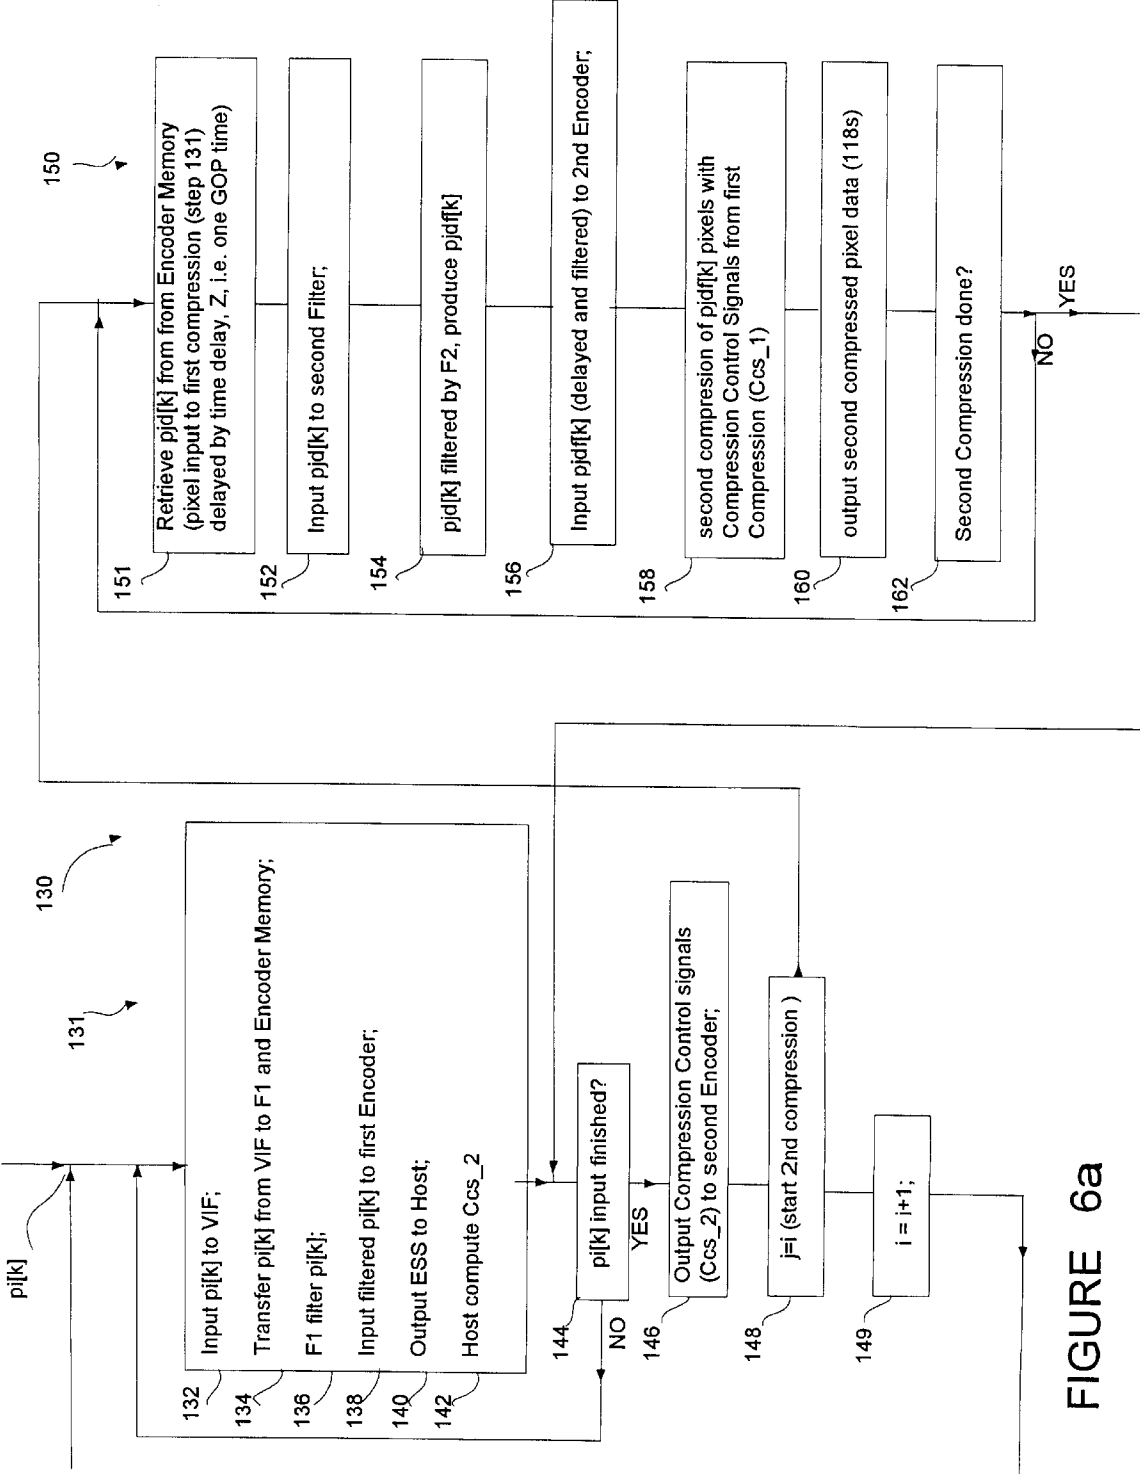 pi[k]
131
130
132
Input pi[k] to VIF;
134
Transfer pi[k] from VIF to F1 and Encoder Memory;
136
F1 filter pi[k];
138
Input filtered pi[k] to first Encoder;
140
Output ESS to Host;
142
Host compute Ccs_2
144
pi[k] input finished?
NO
YES
146
Output Compression Control signals
(Ccs_2) to second Encoder;
148
j=i (start 2nd compression )
149
i = i+1;
150
151
Retrieve pjd[k] from from Encoder Memory
(pixel input to first compression (step 131)
delayed by time delay, Z, i.e. one GOP time)
152
Input pjd[k] to second Filter;
154
pjd[k] filtered by F2, produce pjdf[k]
156
Input pjdf[k] (delayed and filtered) to 2nd Encoder;
158
second compresion of pjdf[k] pixels with
Compression Control Signals from first
Compression (Ccs_1)
160
output second compressed pixel data (118s)
162
Second Compression done?
NO
YES
FIGURE 6a